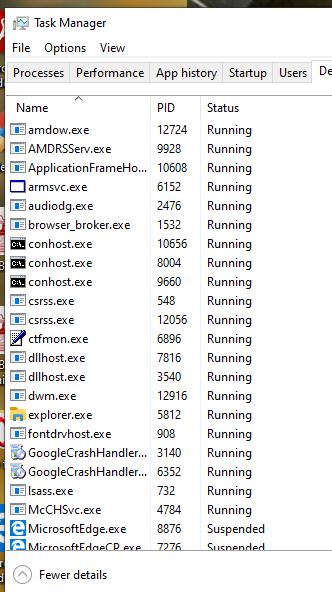 Task Manager
File Options View
Processes Performance App history Startup Users De
Name PID Status
amdow.exe 12724 Running
AMDRSServ.exe 9928 Running
ApplicationFrameHo... 10608 Running
armsvc.exe 6152 Running
audiodg.exe 2476 Running
browser_broker.exe 1532 Running
conhost.exe 10656 Running
conhost.exe 8004 Running
conhost.exe 9660 Running
csrss.exe 548 Running
csrss.exe 12056 Running
ctfmon.exe 6896 Running
dllhost.exe 7816 Running
dllhost.exe 3540 Running
dwm.exe 12916 Running
explorer.exe 5812 Running
fontdrvhost.exe 908 Running
GoogleCrashHandler... 3140 Running
GoogleCrashHandler... 6352 Running
lsass.exe 732 Running
McCHSvc.exe 4784 Running
MicrosoftEdge.exe 8876 Suspended
MicrosoftEdgeCP.exe 7276 Suspended
Fewer details